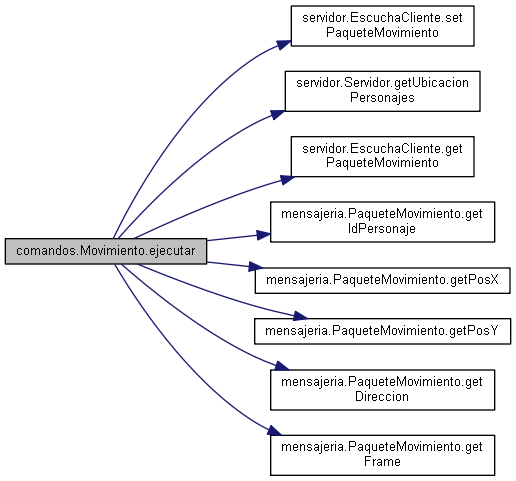 servidor.EscuchaCliente.set
PaqueteMovimiento
servidor.Servidor.getUbicacion
Personajes
servidor.EscuchaCliente.get
PaqueteMovimiento
mensajeria.PaqueteMovimiento.get
IdPersonaje
comandos.Movimiento.ejecutar
mensajeria.PaqueteMovimiento.getPosX
mensajeria.PaqueteMovimiento.getPosY
mensajeria.PaqueteMovimiento.get
Direccion
mensajeria.PaqueteMovimiento.get
Frame